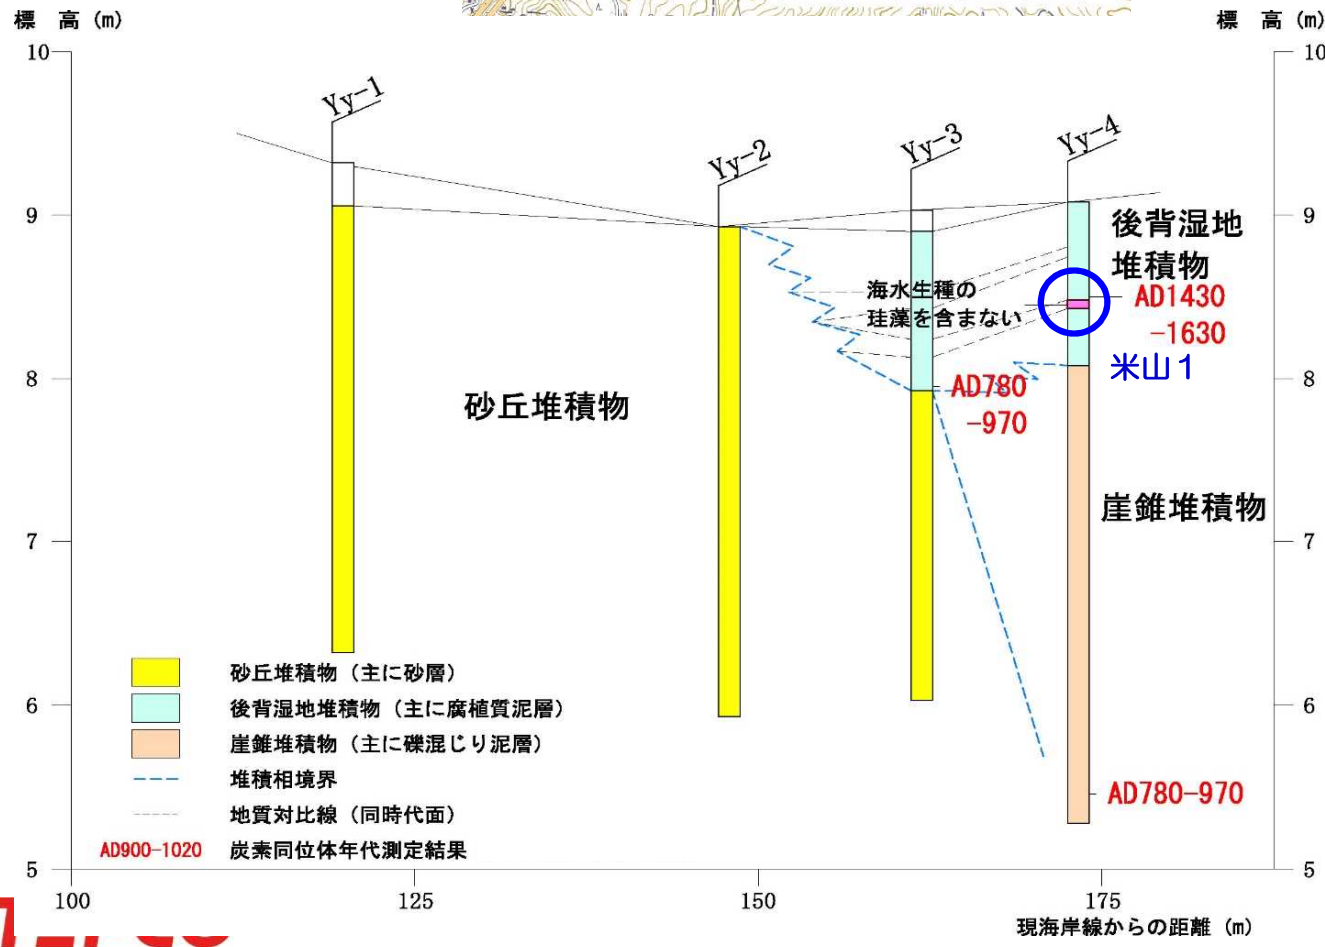 標 高 (m)
標 高 (m)
10
10
Yy-1
Yy-2
Yy-3
Yy-4
9
9
後背湿地
堆積物
海水生種の
珪藻を含まない
AD1430
-1630
米山1
8
8
AD780
-970
砂丘堆積物
崖錐堆積物
7
7
砂丘堆積物（主に砂層）
後背湿地堆積物（主に腐植質泥層）
崖錐堆積物（主に礫混じり泥層）
堆積相境界
地質対比線（同時代面）
AD900-1020 炭素同位体年代測定結果
6
6
AD780-970
5
5
100
125
150
175
現海岸線からの距離 (m)